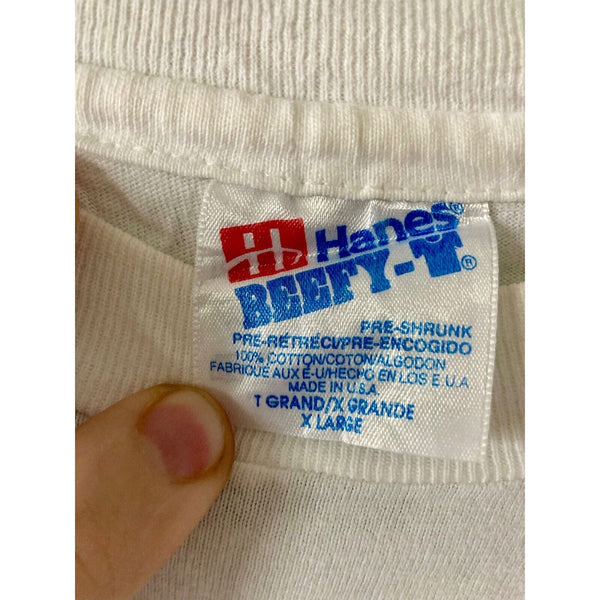 H Hanes®
BEEFY-T®
PRE-SHRUNK
PRE-RÉTRÉCI/PRE-ENCOGIDO
100% COTTON/COTON/ALGODON
FABRIQUE AUX É-U/HECHO EN LOS E.U.A
MADE IN U.S.A
T GRAND/X GRANDE
X LARGE